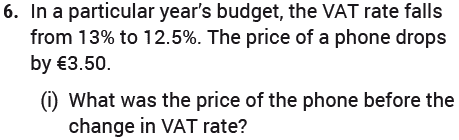 6. In a particular year’s budget, the VAT rate falls
from 13% to 12.5%. The price of a phone drops
by €3.50.
(i) What was the price of the phone before the
change in VAT rate?